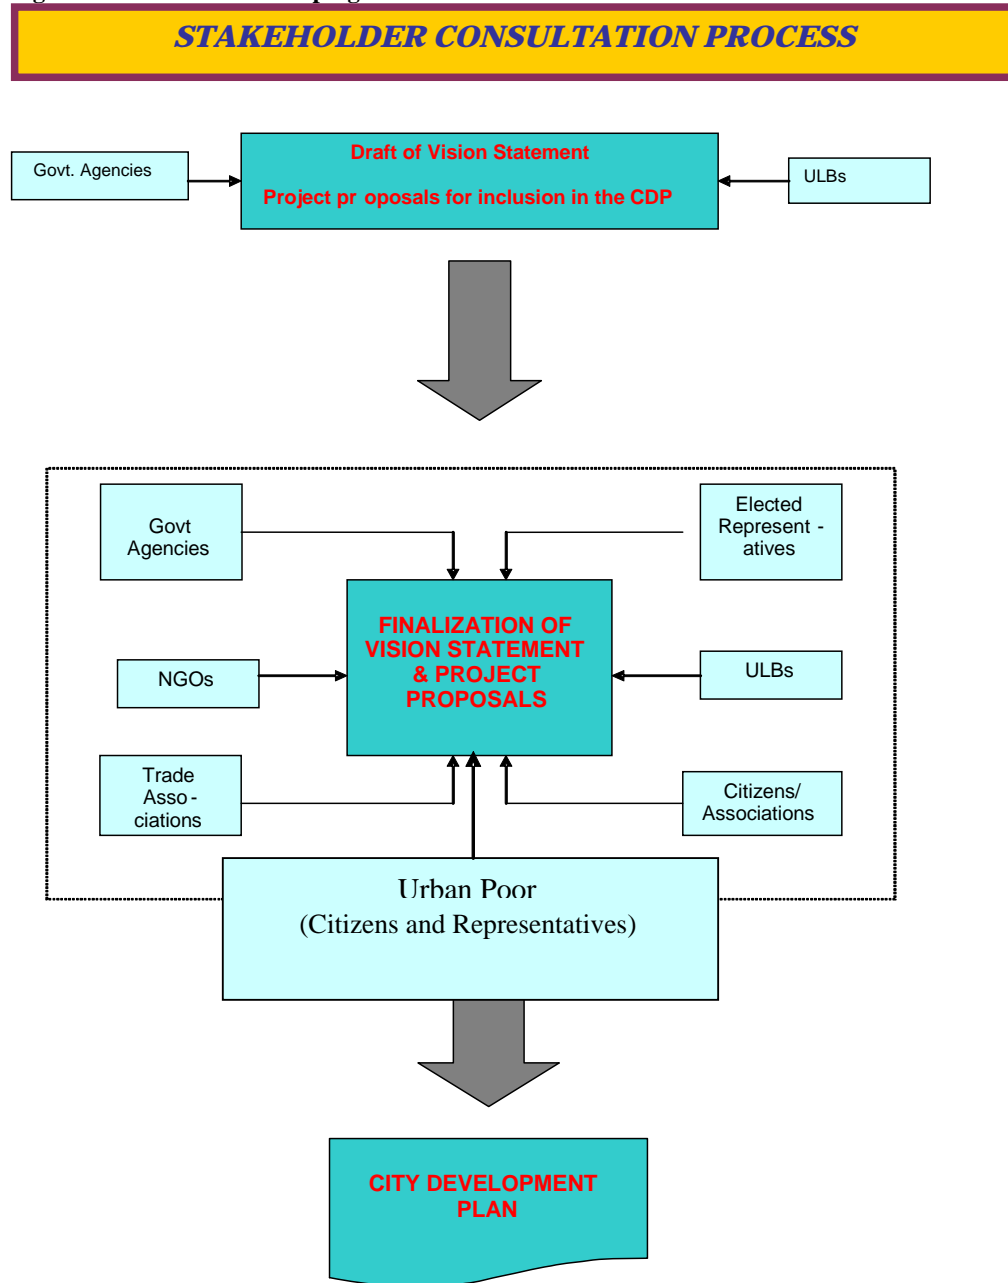 STAKEHOLDER CONSULTATION PROCESS
Govt. Agencies
Draft of Vision Statement
Project pr oposals for inclusion in the CDP
ULBs
Govt
Agencies
Elected
Represent -
atives
FINALIZATION OF
VISION STATEMENT
& PROJECT
PROPOSALS
NGOs
ULBs
Trade
Asso -
ciations
Citizens/
Associations
Urban Poor
(Citizens and Representatives)
CITY DEVELOPMENT
PLAN